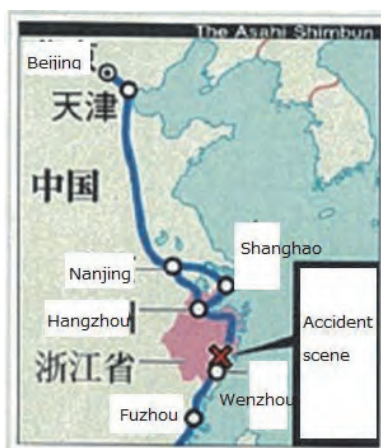 The Asahi Shimbun
Beijing
天津
中国
Shanghao
Nanjing
Hangzhou
Accident
scene
浙江省
Wenzhou
Fuzhou